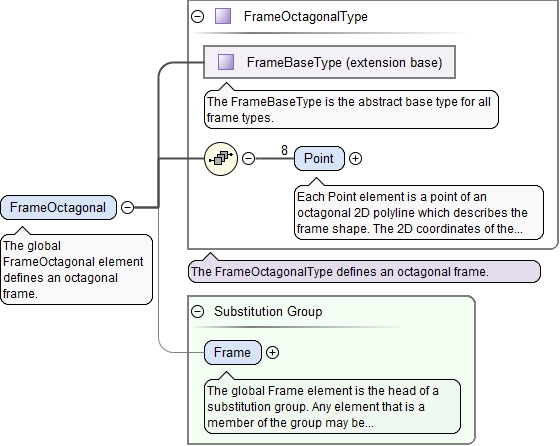 FrameOctagonalType
FrameBaseType (extension base)
The FrameBaseType is the abstract base type for all
frame types.
8
Point
Each Point element is a point of an
octagonal 2D polyline which describes the
frame shape. The 2D coordinates of the...
FrameOctagonal
The global
FrameOctagonal element
defines an octagonal
frame.
The FrameOctagonalType defines an octagonal frame.
Substitution Group
Frame
The global Frame element is the head of a
substitution group. Any element that is a
member of the group may be...